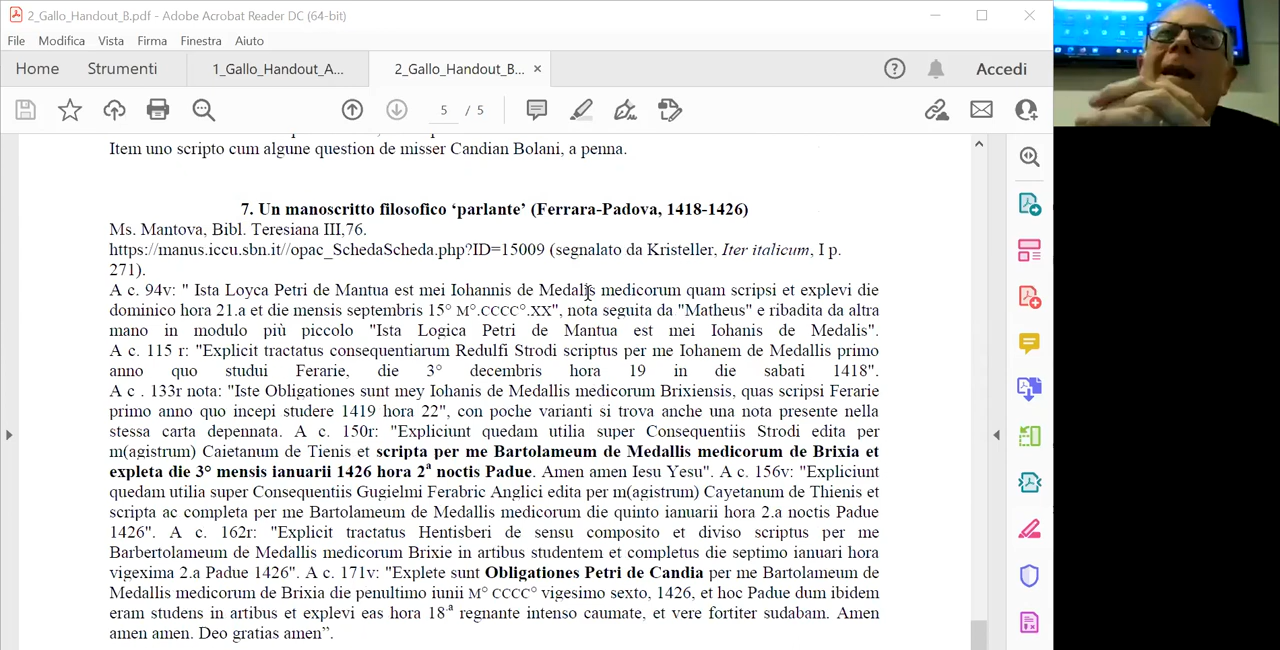 2_Gallo_Handout_B.pdf - Adobe Acrobat Reader DC (64-bit)
File Modifica Vista Firma Finestra Aiuto
Home Strumenti 1_Gallo_Handout_A... 2_Gallo_Handout_B... × Accedi
5 / 5
Item uno scripto cum algune question de misser Candian Bolani, a penna.
7. Un manoscritto filosofico ‘parlante’ (Ferrara-Padova, 1418-1426)
Ms. Mantova, Bibl. Teresiana III,76.
https://manus.iccu.sbn.it//opac_SchedaScheda.php?ID=15009 (segnalato da Kristeller, Iter italicum, I p.
271).
A c. 94v: " Ista Loyca Petri de Mantua est mei Iohannis de Medalis medicorum quam scripsi et explevi die
dominico hora 21.a et die mensis septembris 15° M°.CCCC°.XX", nota seguita da "Matheus" e ribadita da altra
mano in modulo più piccolo "Ista Logica Petri de Mantua est mei Iohanis de Medalis".
A c. 115 r: "Explicit tractatus consequentiarum Redulfi Strodi scriptus per me Iohanem de Medallis primo
anno quo studui Ferarie, die 3° decembris hora 19 in die sabati 1418".
A c . 133r nota: "Iste Obligationes sunt mey Iohanis de Medallis medicorum Brixiensis, quas scripsi Ferarie
primo anno quo incepi studere 1419 hora 22", con poche varianti si trova anche una nota presente nella
stessa carta depennata. A c. 150r: "Expliciunt quedam utilia super Consequentiis Strodi edita per
m(agistrum) Caietanum de Tienis et scripta per me Bartolameum de Medallis medicorum de Brixia et
expleta die 3° mensis ianuarii 1426 hora 2ª noctis Padue. Amen amen Iesu Yesu". A c. 156v: "Expliciunt
quedam utilia super Consequentiis Gugielmi Ferabric Anglici edita per m(agistrum) Cayetanum de Thienis et
scripta ac completa per me Bartolameum de Medallis medicorum die quinto ianuarii hora 2.a noctis Padue
1426". A c. 162r: "Explicit tractatus Hentisberi de sensu composito et diviso scriptus per me
Barbertolameum de Medallis medicorum Brixie in artibus studentem et completus die septimo ianuari hora
vigexima 2.a Padue 1426". A c. 171v: "Explete sunt Obligationes Petri de Candia per me Bartolameum de
Medallis medicorum de Brixia die penultimo iunii M° CCCC° vigesimo sexto, 1426, et hoc Padue dum ibidem
eram studens in artibus et explevi eas hora 18.ª regnante intenso caumate, et vere fortiter sudabam. Amen
amen amen. Deo gratias amen”.